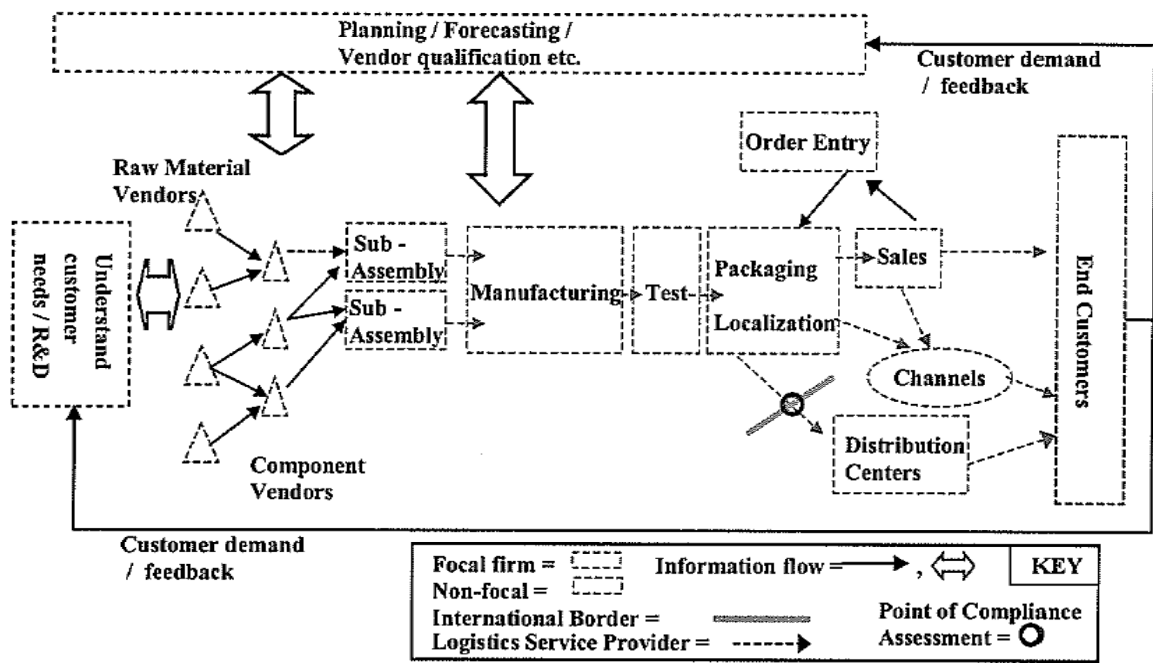 Planning / Forecasting /
Vendor qualification etc.
Customer demand
/ feedback
Order Entry
Raw Material
Vendors
Understand
customer
needs / R&D
Sub -
Assembly
Sub -
Assembly
Manufacturing
Test
Packaging
Localization
Sales
Channels
Distribution
Centers
End Customers
Component
Vendors
Customer demand
/ feedback
Focal firm =
Non-focal =
International Border =
Logistics Service Provider =
Information flow = ,
KEY
Point of Compliance
Assessment =